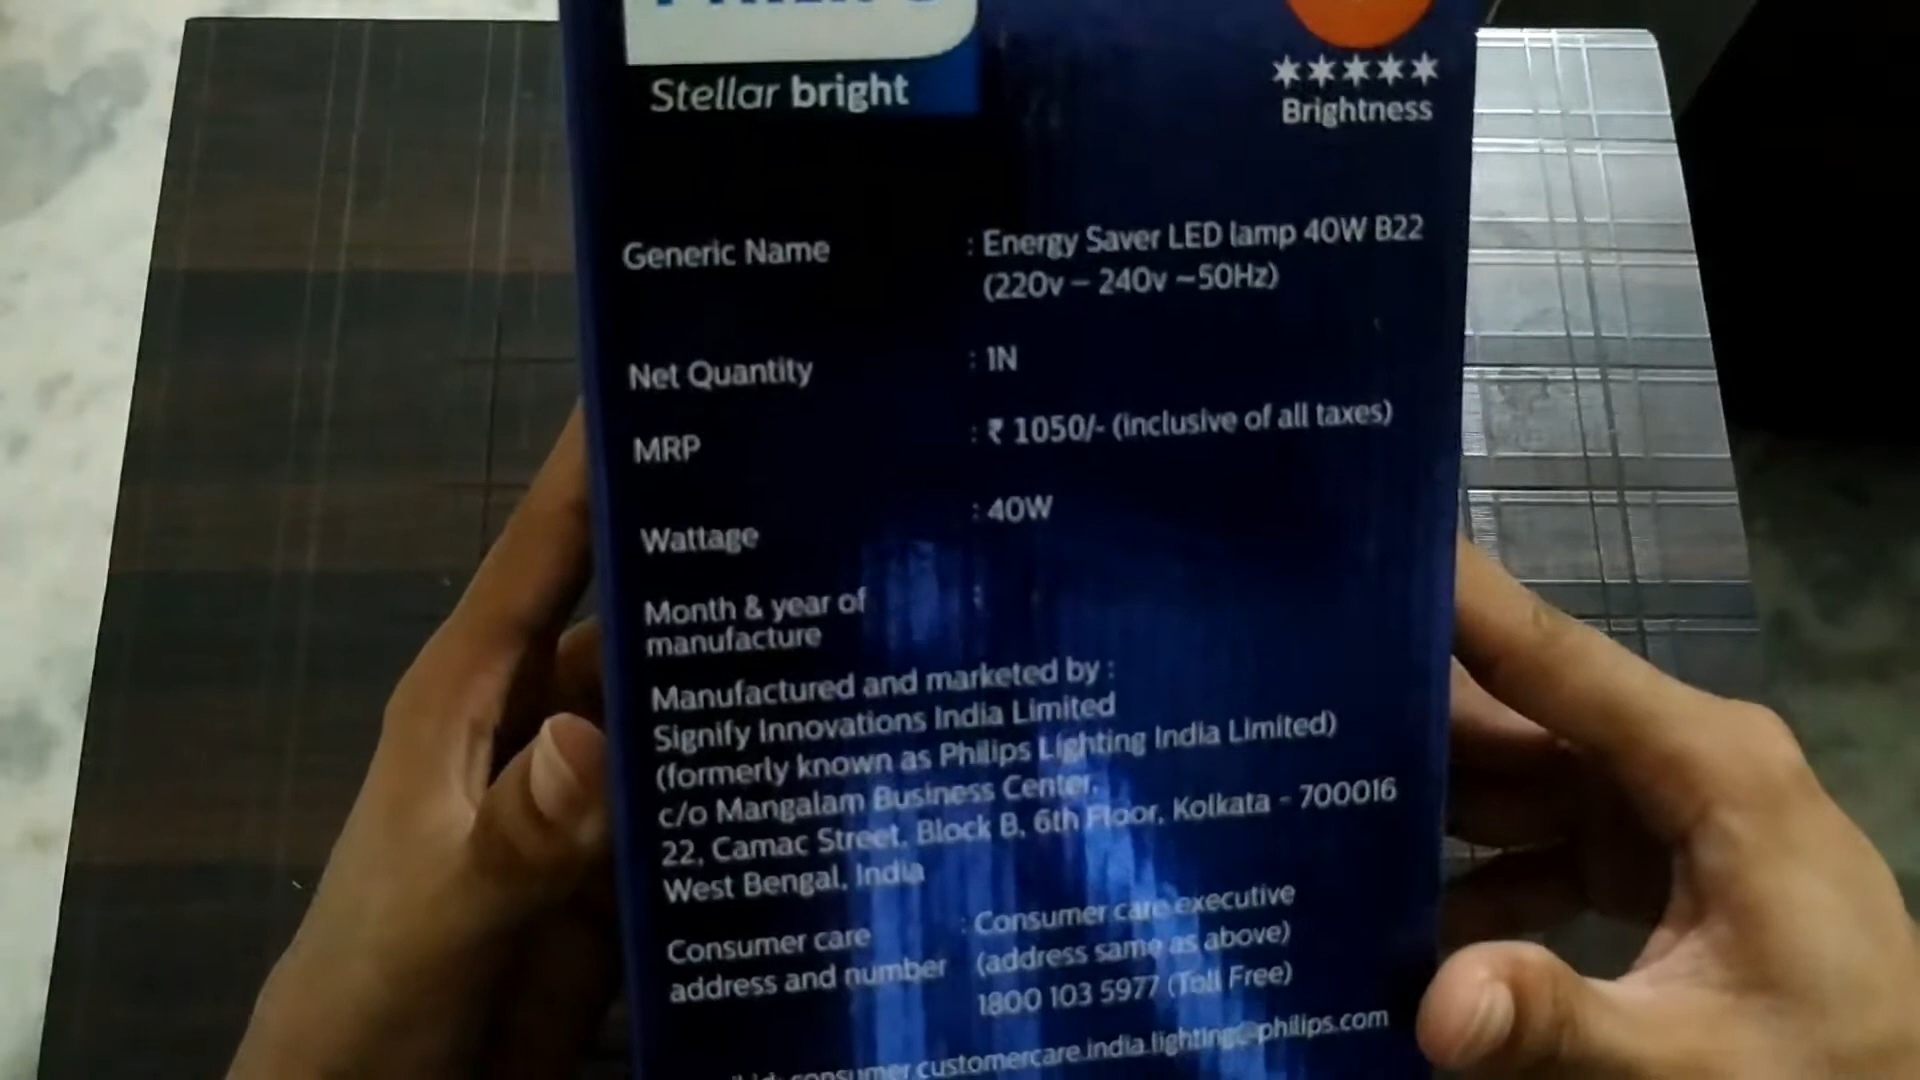 PHILIPS
Stellar bright
Brightness
Generic Name : Energy Saver LED lamp 40W B22
(220v – 240v ~50Hz)
Net Quantity : 1N
MRP : ₹ 1050/- (inclusive of all taxes)
Wattage : 40W
Month & year of :
manufacture
Manufactured and marketed by :
Signify Innovations India Limited
(formerly known as Philips Lighting India Limited)
c/o Mangalam Business Center,
22, Camac Street, Block B, 6th Floor, Kolkata - 700016
West Bengal, India
Consumer care : Consumer care executive
address and number (address same as above)
1800 103 5977 (Toll Free)
consumer.customercare.india.lighting@philips.com